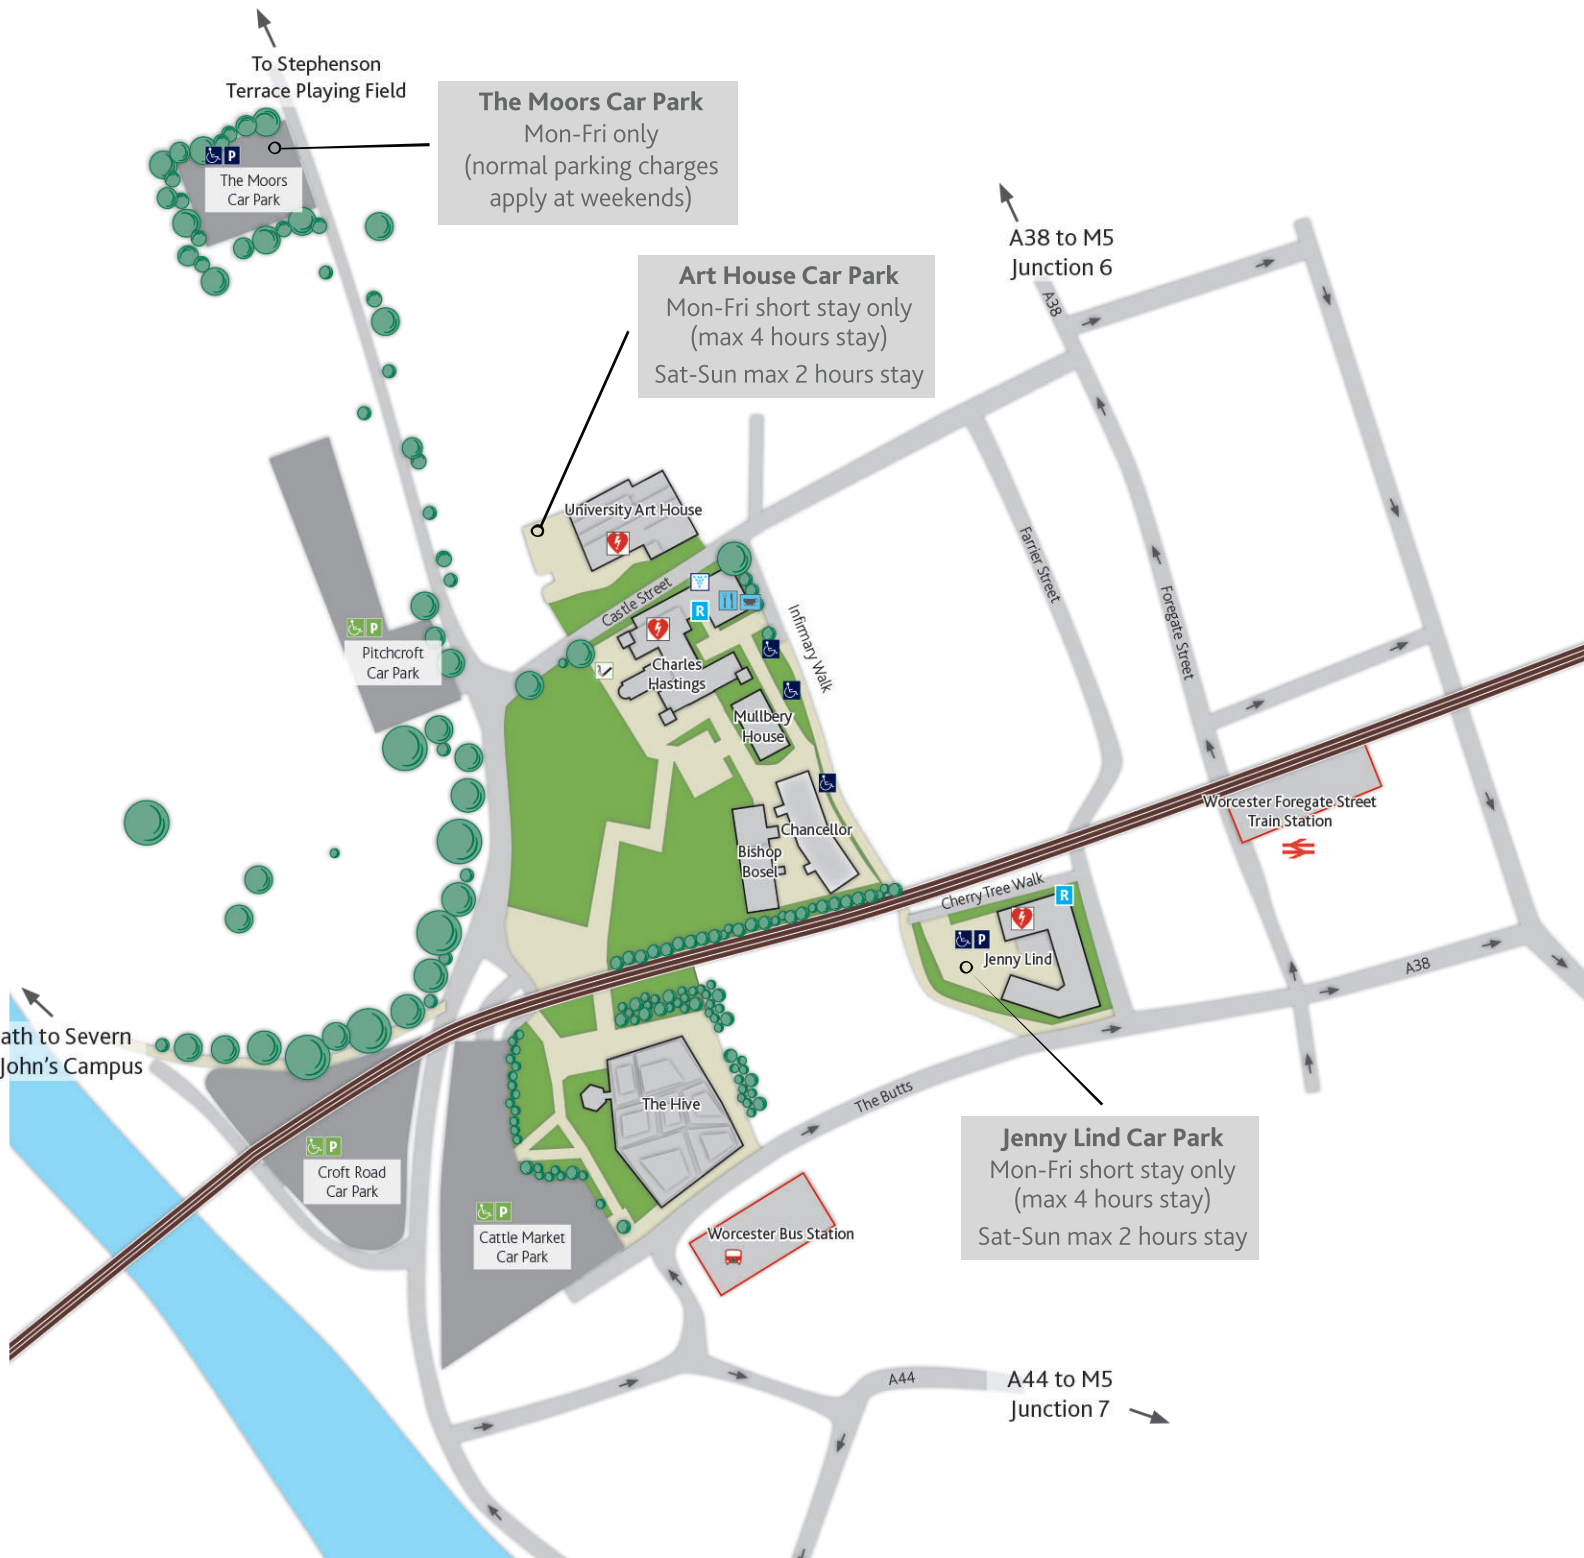 To Stephenson
Terrace Playing Field
The Moors Car Park
Mon-Fri only
(normal parking charges
apply at weekends)
P
The Moors
Car Park
A38 to M5
Junction 6
A38
Art House Car Park
Mon-Fri short stay only
(max 4 hours stay)
Sat-Sun max 2 hours stay
University Art House
Castle Street
R
Infirmary Walk
Farrier Street
Foregate Street
P
Pitchcroft
Car Park
Charles
Hastings
Mullbery
House
Chancellor
Bishop
Bosel
Worcester Foregate Street
Train Station
Cherry Tree Walk
R
P
Jenny Lind
A38
ath to Severn
John's Campus
The Hive
The Butts
P
Croft Road
Car Park
P
Cattle Market
Car Park
Worcester Bus Station
Jenny Lind Car Park
Mon-Fri short stay only
(max 4 hours stay)
Sat-Sun max 2 hours stay
A44
A44 to M5
Junction 7